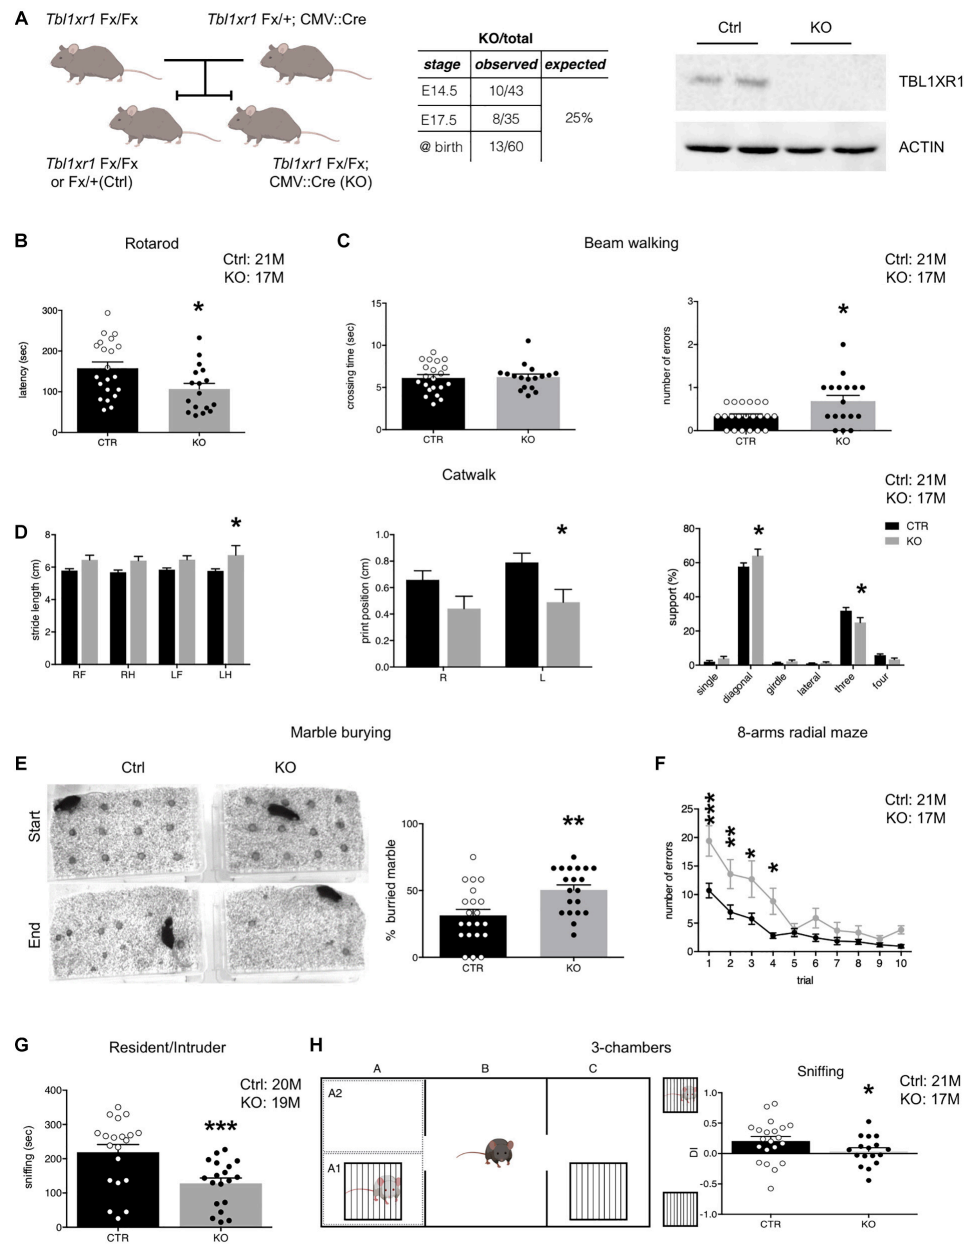 A
Tbl1xr1 Fx/Fx
Tbl1xr1 Fx/+; CMV::Cre
Tbl1xr1 Fx/Fx
or Fx/+(Ctrl)
Tbl1xr1 Fx/Fx;
CMV::Cre (KO)
KO/total
stage observed expected
E14.5 10/43
E17.5 8/35 25%
@ birth 13/60
Ctrl KO
TBL1XR1
ACTIN
B
Rotarod
Ctrl: 21M
KO: 17M
*
latency (sec)
300
200
100
0
CTR KO
C
Beam walking
Ctrl: 21M
KO: 17M
crossing time (sec)
15
10
5
0
CTR KO
*
number of errors
3
2
1
0
CTR KO
Catwalk
Ctrl: 21M
KO: 17M
CTR
KO
D
*
stride length (cm)
8
6
4
2
0
RF RH LF LH
*
print position (cm)
1.0
0.8
0.6
0.4
0.2
0.0
R L
*
*
support (%)
80
60
40
20
0
single diagonal girdle lateral three four
E
Marble burying
Ctrl KO
Start
End
**
% burried marble
100
50
0
CTR KO
8-arms radial maze
F
Ctrl: 21M
KO: 17M
***
**
*
*
number of errors
25
20
15
10
5
0
1 2 3 4 5 6 7 8 9 10
trial
G
Resident/Intruder
Ctrl: 20M
KO: 19M
***
sniffing (sec)
400
300
200
100
0
CTR KO
H
3-chambers
A B C
A2
A1
Sniffing
Ctrl: 21M
KO: 17M
*
DI
1.0
0.5
0.0
-0.5
-1.0
CTR KO